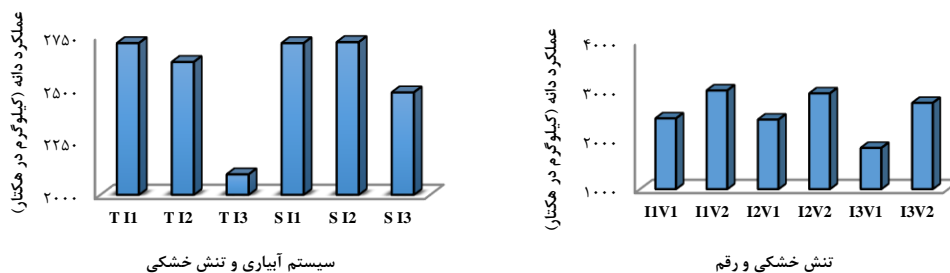 عملکرد دانه (کیلوگرم در هکتار)
۴۰۰۰
۳۰۰۰
۲۰۰۰
۱۰۰۰
I1V1 I1V2 I2V1 I2V2 I3V1 I3V2
تنش خشکی و رقم
عملکرد دانه (کیلوگرم در هکتار)
۲۷۵۰
۲۵۰۰
۲۲۵۰
۲۰۰۰
T I1 T I2 T I3 S I1 S I2 S I3
سیستم آبیاری و تنش خشکی